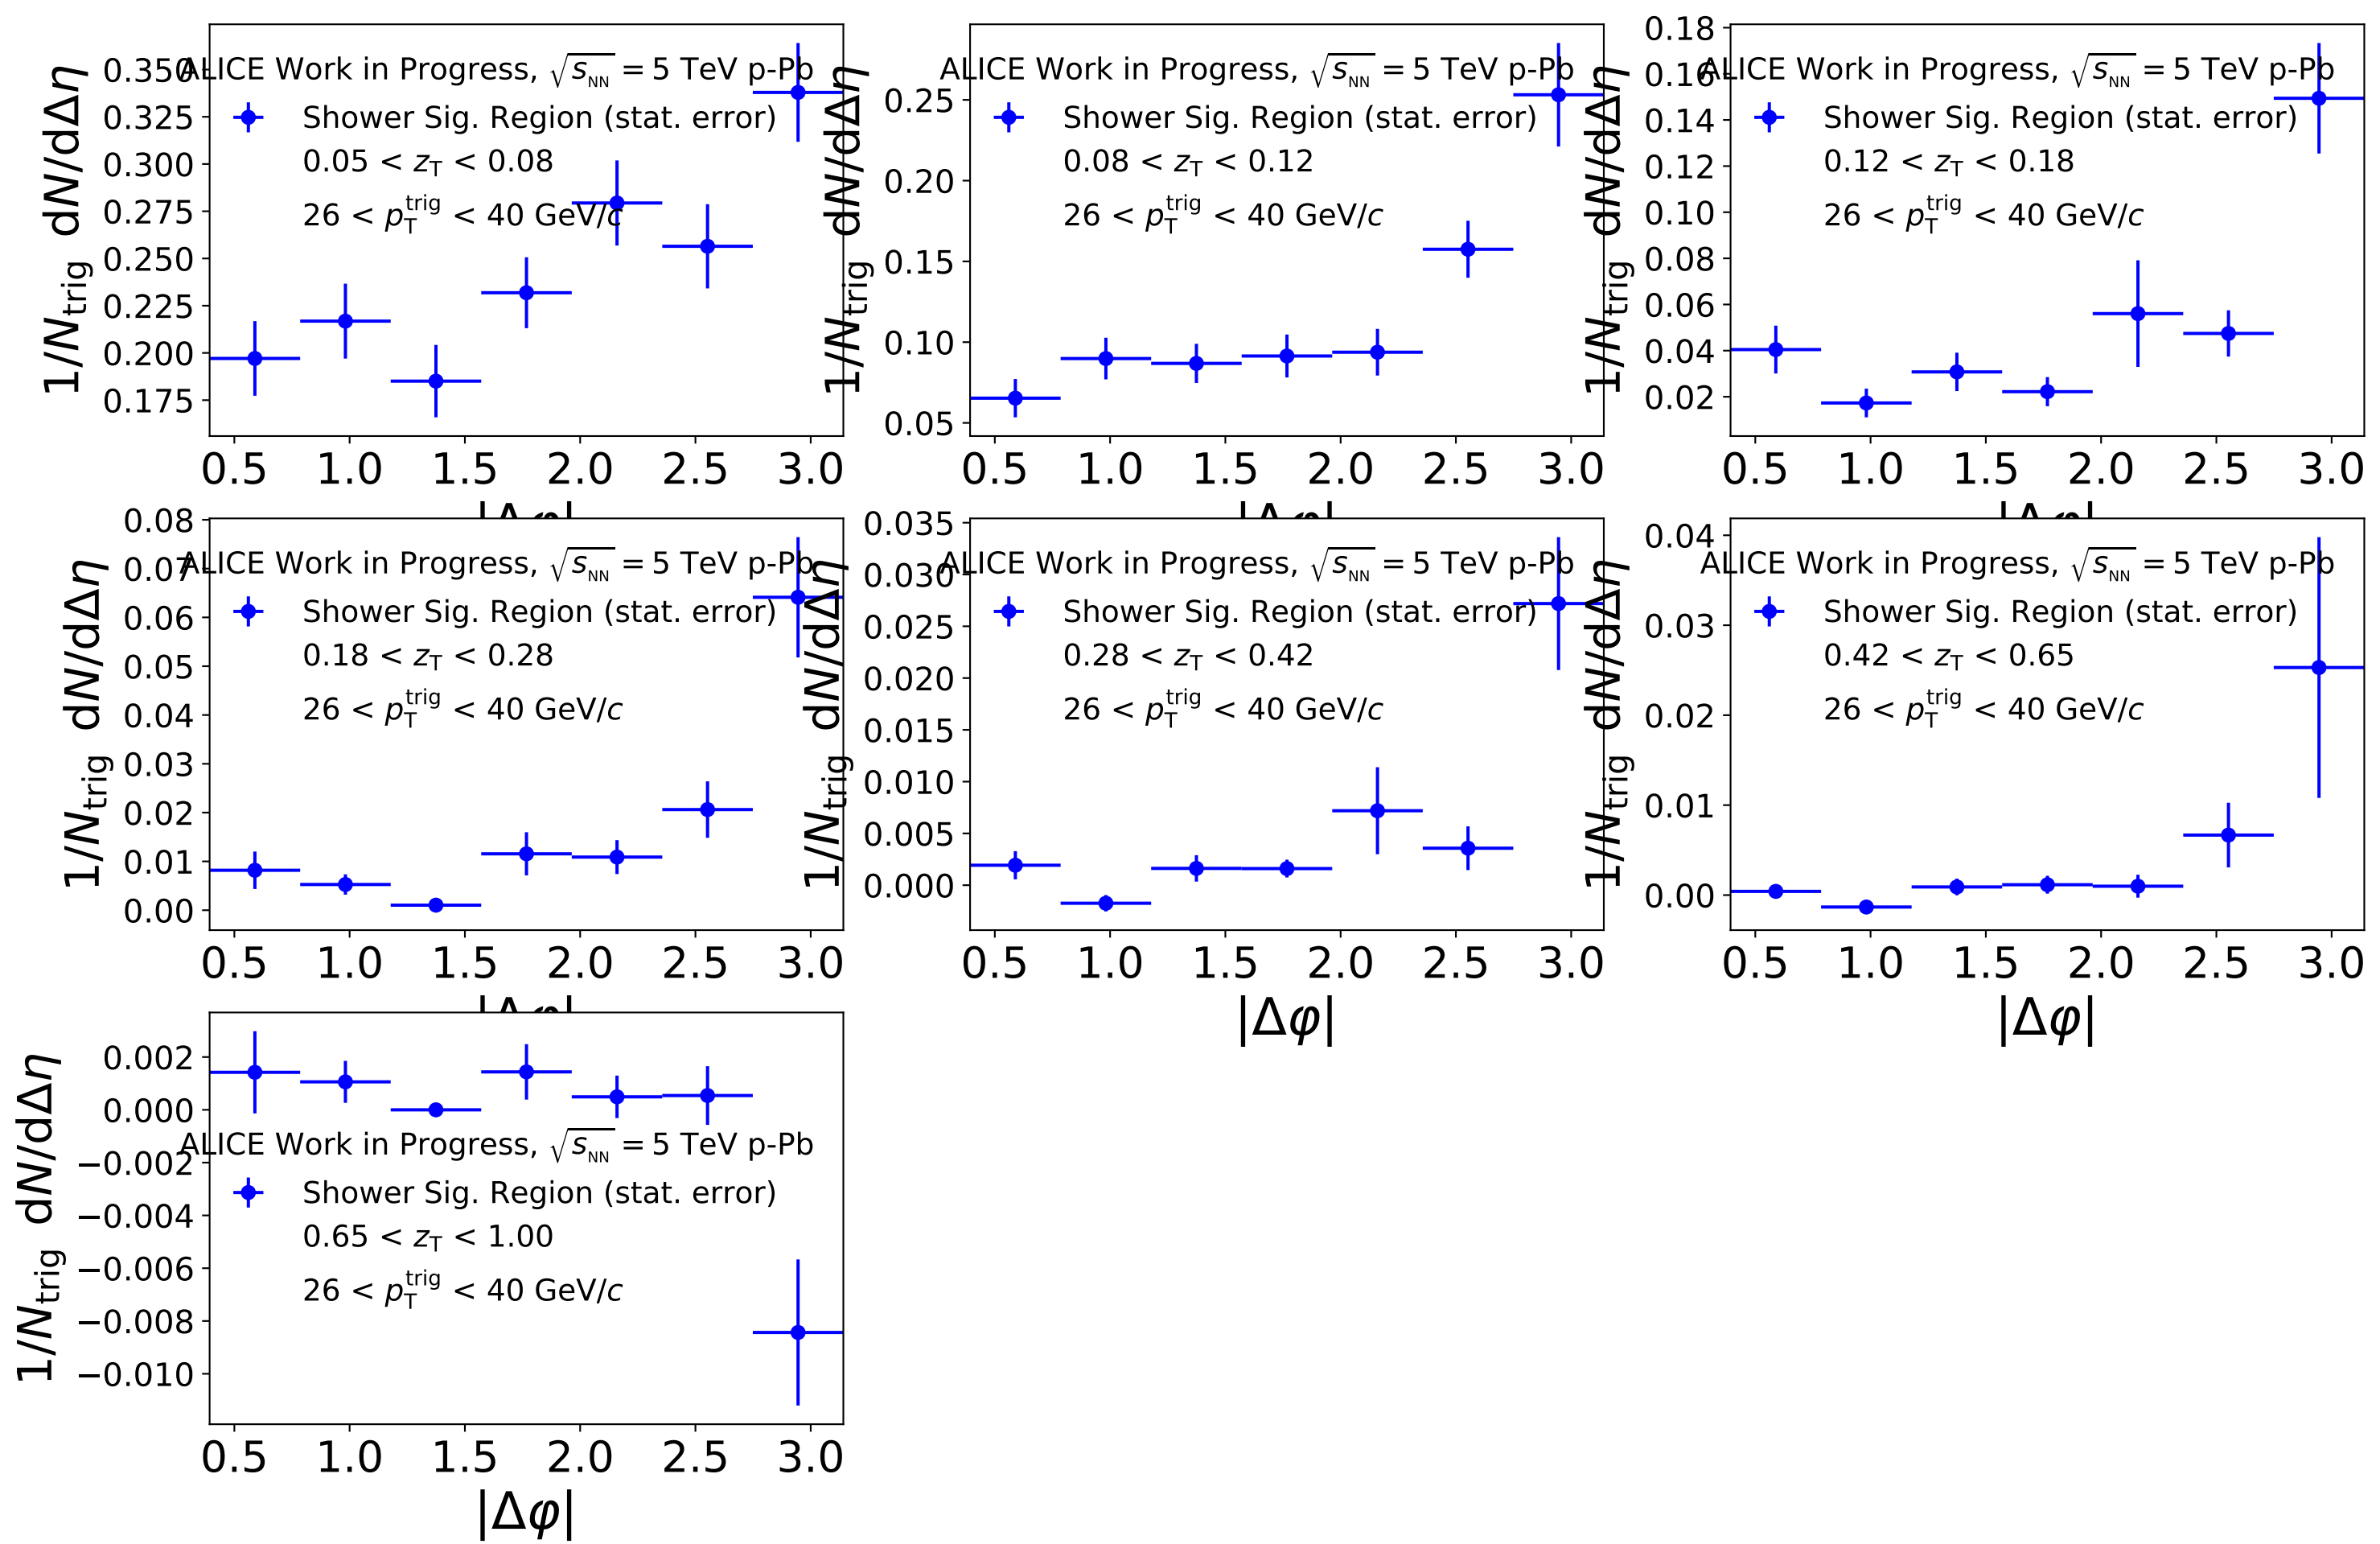 1/N_trig dN/dΔη
0.350
0.325
0.300
0.275
0.250
0.225
0.200
0.175
ALICE Work in Progress, √s_NN = 5 TeV p-Pb
Shower Sig. Region (stat. error)
0.05 < z_T < 0.08
26 < p_T^trig < 40 GeV/c
0.5 1.0 1.5 2.0 2.5 3.0
|Δφ|
1/N_trig dN/dΔη
0.25
0.20
0.15
0.10
0.05
ALICE Work in Progress, √s_NN = 5 TeV p-Pb
Shower Sig. Region (stat. error)
0.08 < z_T < 0.12
26 < p_T^trig < 40 GeV/c
0.5 1.0 1.5 2.0 2.5 3.0
|Δφ|
1/N_trig dN/dΔη
0.18
0.16
0.14
0.12
0.10
0.08
0.06
0.04
0.02
ALICE Work in Progress, √s_NN = 5 TeV p-Pb
Shower Sig. Region (stat. error)
0.12 < z_T < 0.18
26 < p_T^trig < 40 GeV/c
0.5 1.0 1.5 2.0 2.5 3.0
|Δφ|
1/N_trig dN/dΔη
0.08
0.07
0.06
0.05
0.04
0.03
0.02
0.01
0.00
ALICE Work in Progress, √s_NN = 5 TeV p-Pb
Shower Sig. Region (stat. error)
0.18 < z_T < 0.28
26 < p_T^trig < 40 GeV/c
0.5 1.0 1.5 2.0 2.5 3.0
|Δφ|
1/N_trig dN/dΔη
0.035
0.030
0.025
0.020
0.015
0.010
0.005
0.000
ALICE Work in Progress, √s_NN = 5 TeV p-Pb
Shower Sig. Region (stat. error)
0.28 < z_T < 0.42
26 < p_T^trig < 40 GeV/c
0.5 1.0 1.5 2.0 2.5 3.0
|Δφ|
1/N_trig dN/dΔη
0.04
0.03
0.02
0.01
0.00
ALICE Work in Progress, √s_NN = 5 TeV p-Pb
Shower Sig. Region (stat. error)
0.42 < z_T < 0.65
26 < p_T^trig < 40 GeV/c
0.5 1.0 1.5 2.0 2.5 3.0
|Δφ|
1/N_trig dN/dΔη
0.002
0.000
−0.002
−0.004
−0.006
−0.008
−0.010
ALICE Work in Progress, √s_NN = 5 TeV p-Pb
Shower Sig. Region (stat. error)
0.65 < z_T < 1.00
26 < p_T^trig < 40 GeV/c
0.5 1.0 1.5 2.0 2.5 3.0
|Δφ|